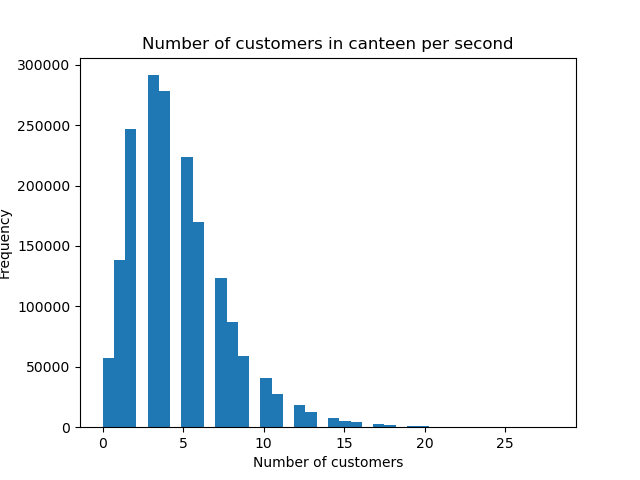 Number of customers in canteen per second
300000
250000
200000
150000
100000
50000
0
Frequency
0 5 10 15 20 25
Number of customers